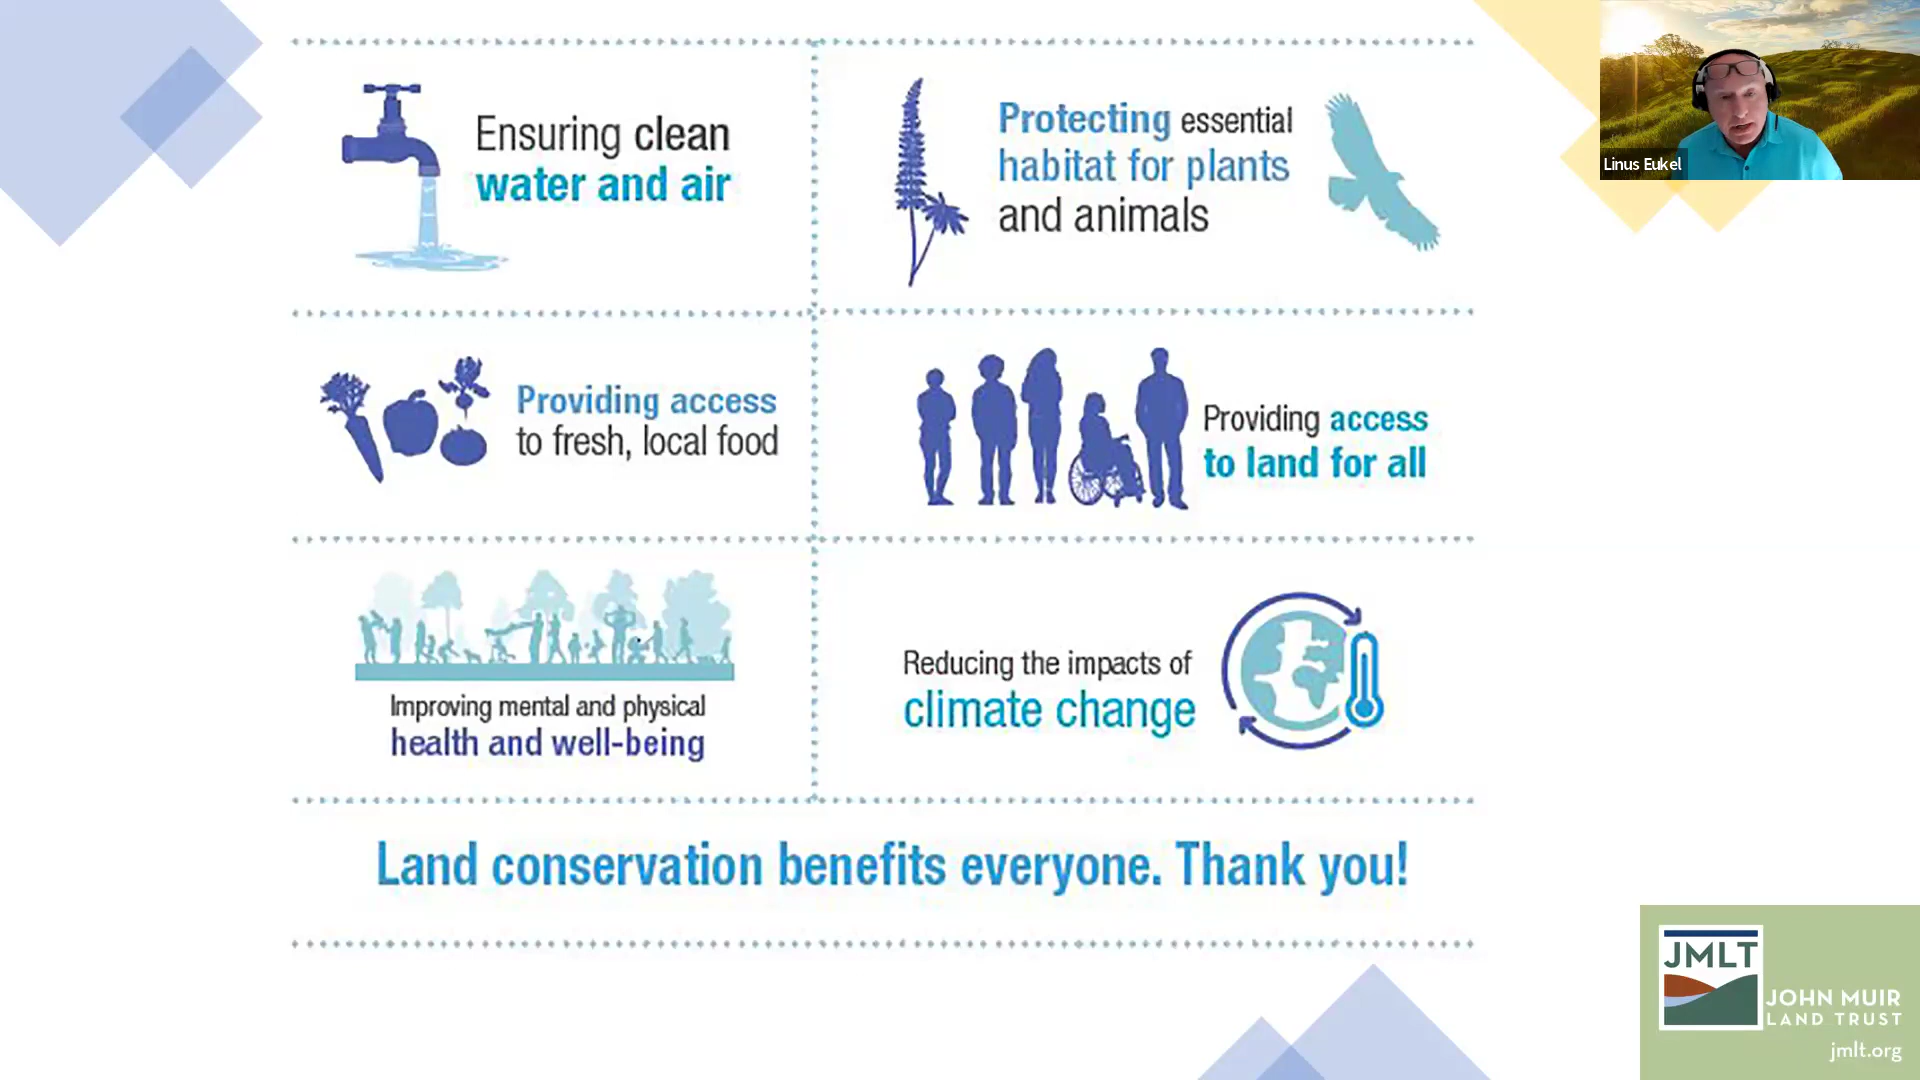 Ensuring clean
water and air
Protecting essential
habitat for plants
and animals
Linus Eukel
Providing access
to fresh, local food
Providing access
to land for all
Improving mental and physical
health and well-being
Reducing the impacts of
climate change
Land conservation benefits everyone. Thank you!
JMLT
JOHN MUIR
LAND TRUST
jmlt.org